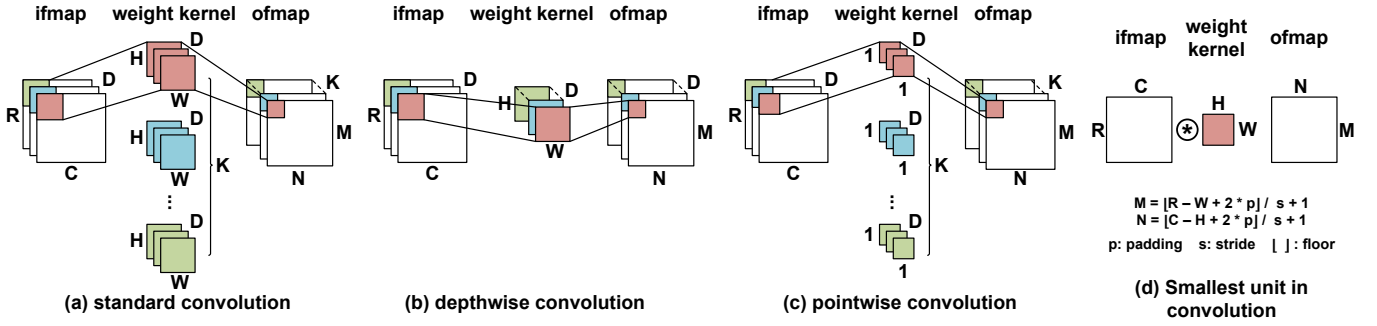 ifmap weight kernel ofmap
D
H
D
K
R
W
M
C
N
H
D
W
K
...
H
D
W
(a) standard convolution
ifmap weight kernel ofmap
D
H
D
D
R
W
M
C
N
(b) depthwise convolution
ifmap weight kernel ofmap
D
1
D
K
R
1
M
C
N
1
D
1
K
...
1
D
1
(c) pointwise convolution
ifmap weight kernel ofmap
C
H
N
R
*
W
M
M = ⌊R – W + 2 * p⌋ / s + 1
N = ⌊C – H + 2 * p⌋ / s + 1
p: padding s: stride ⌊ ⌋ : floor
(d) Smallest unit in
convolution